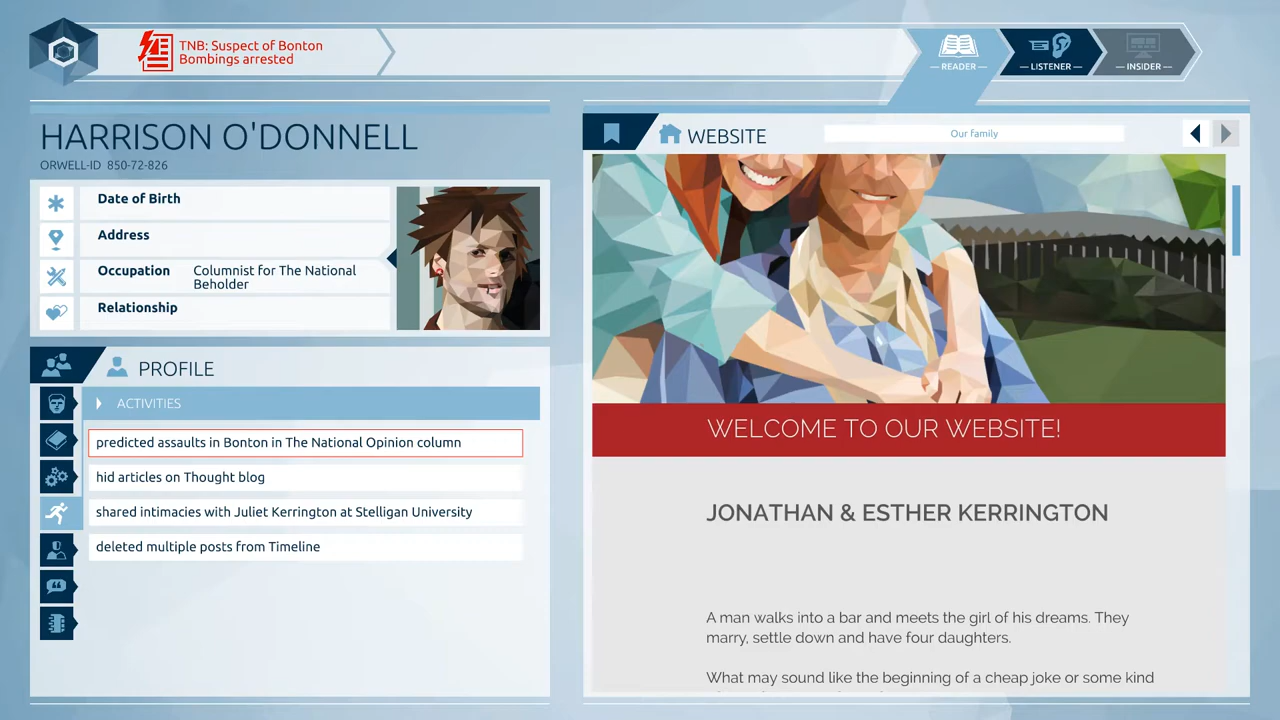 TNB: Suspect of Bonton
Bombings arrested
— READER —
— LISTENER —
— INSIDER —
HARRISON O'DONNELL
ORWELL-ID 850-72-826
Date of Birth
Address
Occupation Columnist for The National
Beholder
Relationship
PROFILE
ACTIVITIES
predicted assaults in Bonton in The National Opinion column
hid articles on Thought blog
shared intimacies with Juliet Kerrington at Stelligan University
deleted multiple posts from Timeline
WEBSITE
Our family
WELCOME TO OUR WEBSITE!
JONATHAN & ESTHER KERRINGTON
A man walks into a bar and meets the girl of his dreams. They
marry, settle down and have four daughters.
What may sound like the beginning of a cheap joke or some kind